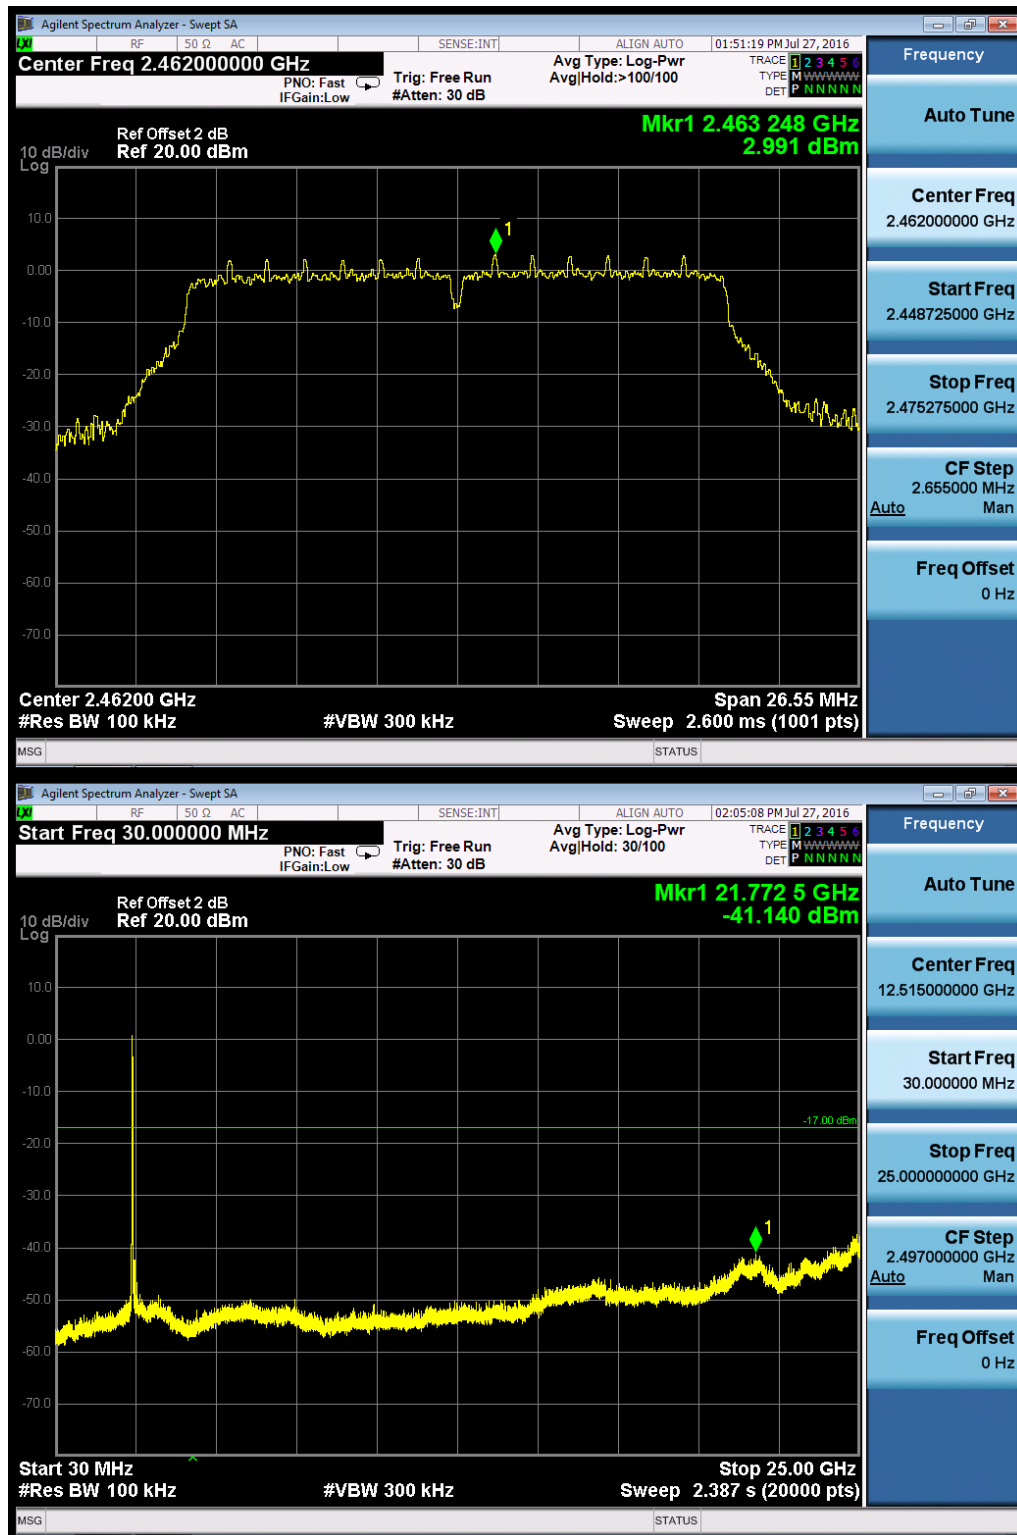 Agilent Spectrum Analyzer - Swept SA
LXI RF 50 Ω AC SENSE:INT ALIGN AUTO 01:51:19 PM Jul 27, 2016
Center Freq 2.462000000 GHz
PNO: Fast
IFGain:Low
Trig: Free Run
#Atten: 30 dB
Avg Type: Log-Pwr
Avg|Hold:>100/100
TRACE 1 2 3 4 5 6
TYPE M WWWWW
DET P N N N N N
Ref Offset 2 dB
10 dB/div Ref 20.00 dBm
Log
Mkr1 2.463 248 GHz
2.991 dBm
1
10.0
0.00
-10.0
-20.0
-30.0
-40.0
-50.0
-60.0
-70.0
Center 2.46200 GHz Span 26.55 MHz
#Res BW 100 kHz #VBW 300 kHz Sweep 2.600 ms (1001 pts)
MSG STATUS
Frequency
Auto Tune
Center Freq
2.462000000 GHz
Start Freq
2.448725000 GHz
Stop Freq
2.475275000 GHz
CF Step
2.655000 MHz
Auto Man
Freq Offset
0 Hz
Agilent Spectrum Analyzer - Swept SA
LXI RF 50 Ω AC SENSE:INT ALIGN AUTO 02:05:08 PM Jul 27, 2016
Start Freq 30.000000 MHz
PNO: Fast
IFGain:Low
Trig: Free Run
#Atten: 30 dB
Avg Type: Log-Pwr
Avg|Hold: 30/100
TRACE 1 2 3 4 5 6
TYPE M WWWWW
DET P N N N N N
Ref Offset 2 dB
10 dB/div Ref 20.00 dBm
Log
Mkr1 21.772 5 GHz
-41.140 dBm
10.0
0.00
-10.0
-17.00 dBm
-20.0
-30.0
1
-40.0
-50.0
-60.0
-70.0
Start 30 MHz Stop 25.00 GHz
#Res BW 100 kHz #VBW 300 kHz Sweep 2.387 s (20000 pts)
MSG STATUS
Frequency
Auto Tune
Center Freq
12.515000000 GHz
Start Freq
30.000000 MHz
Stop Freq
25.000000000 GHz
CF Step
2.497000000 GHz
Auto Man
Freq Offset
0 Hz